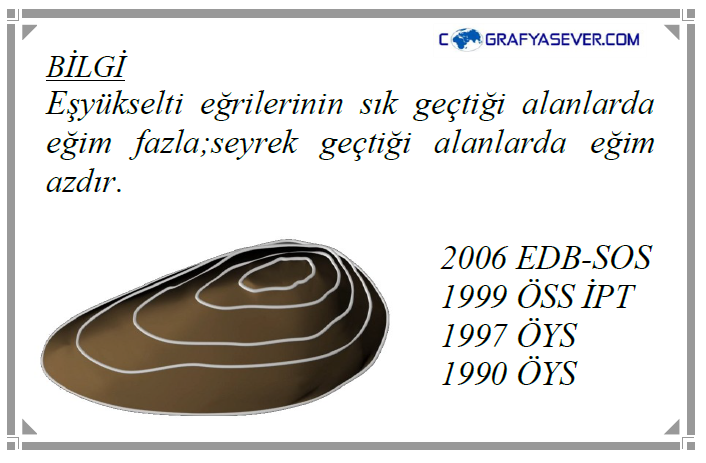 C GRAFYASEVER.COM
BİLGİ
Eşyükselti eğrilerinin sık geçtiği alanlarda
eğim fazla;seyrek geçtiği alanlarda eğim
azdır.
2006 EDB-SOS
1999 ÖSS İPT
1997 ÖYS
1990 ÖYS